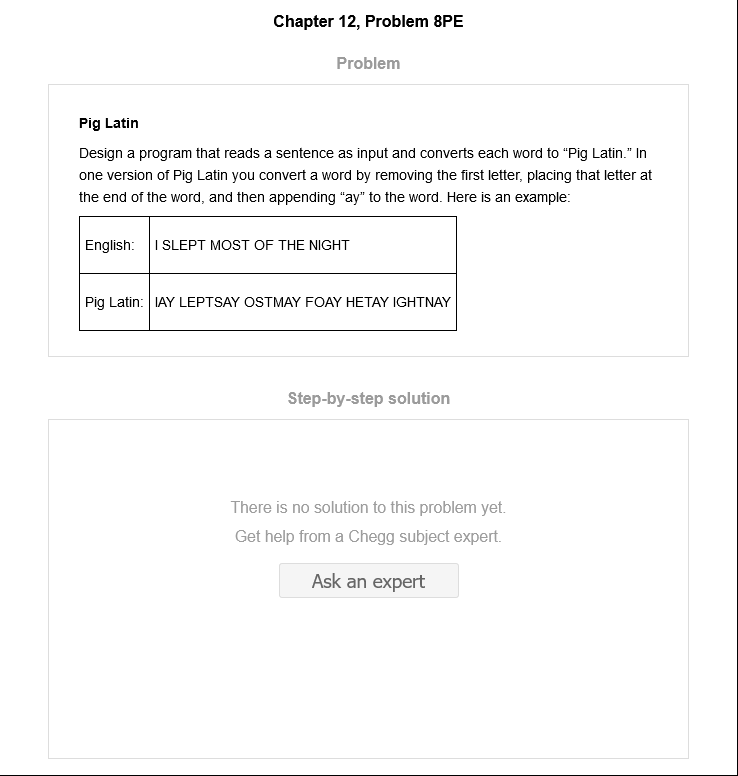 Chapter 12, Problem 8PE
Problem
Pig Latin
Design a program that reads a sentence as input and converts each word to “Pig Latin.” In
one version of Pig Latin you convert a word by removing the first letter, placing that letter at
the end of the word, and then appending “ay” to the word. Here is an example:
English: I SLEPT MOST OF THE NIGHT
Pig Latin: IAY LEPTSAY OSTMAY FOAY HETAY IGHTNAY
Step-by-step solution
There is no solution to this problem yet.
Get help from a Chegg subject expert.
Ask an expert